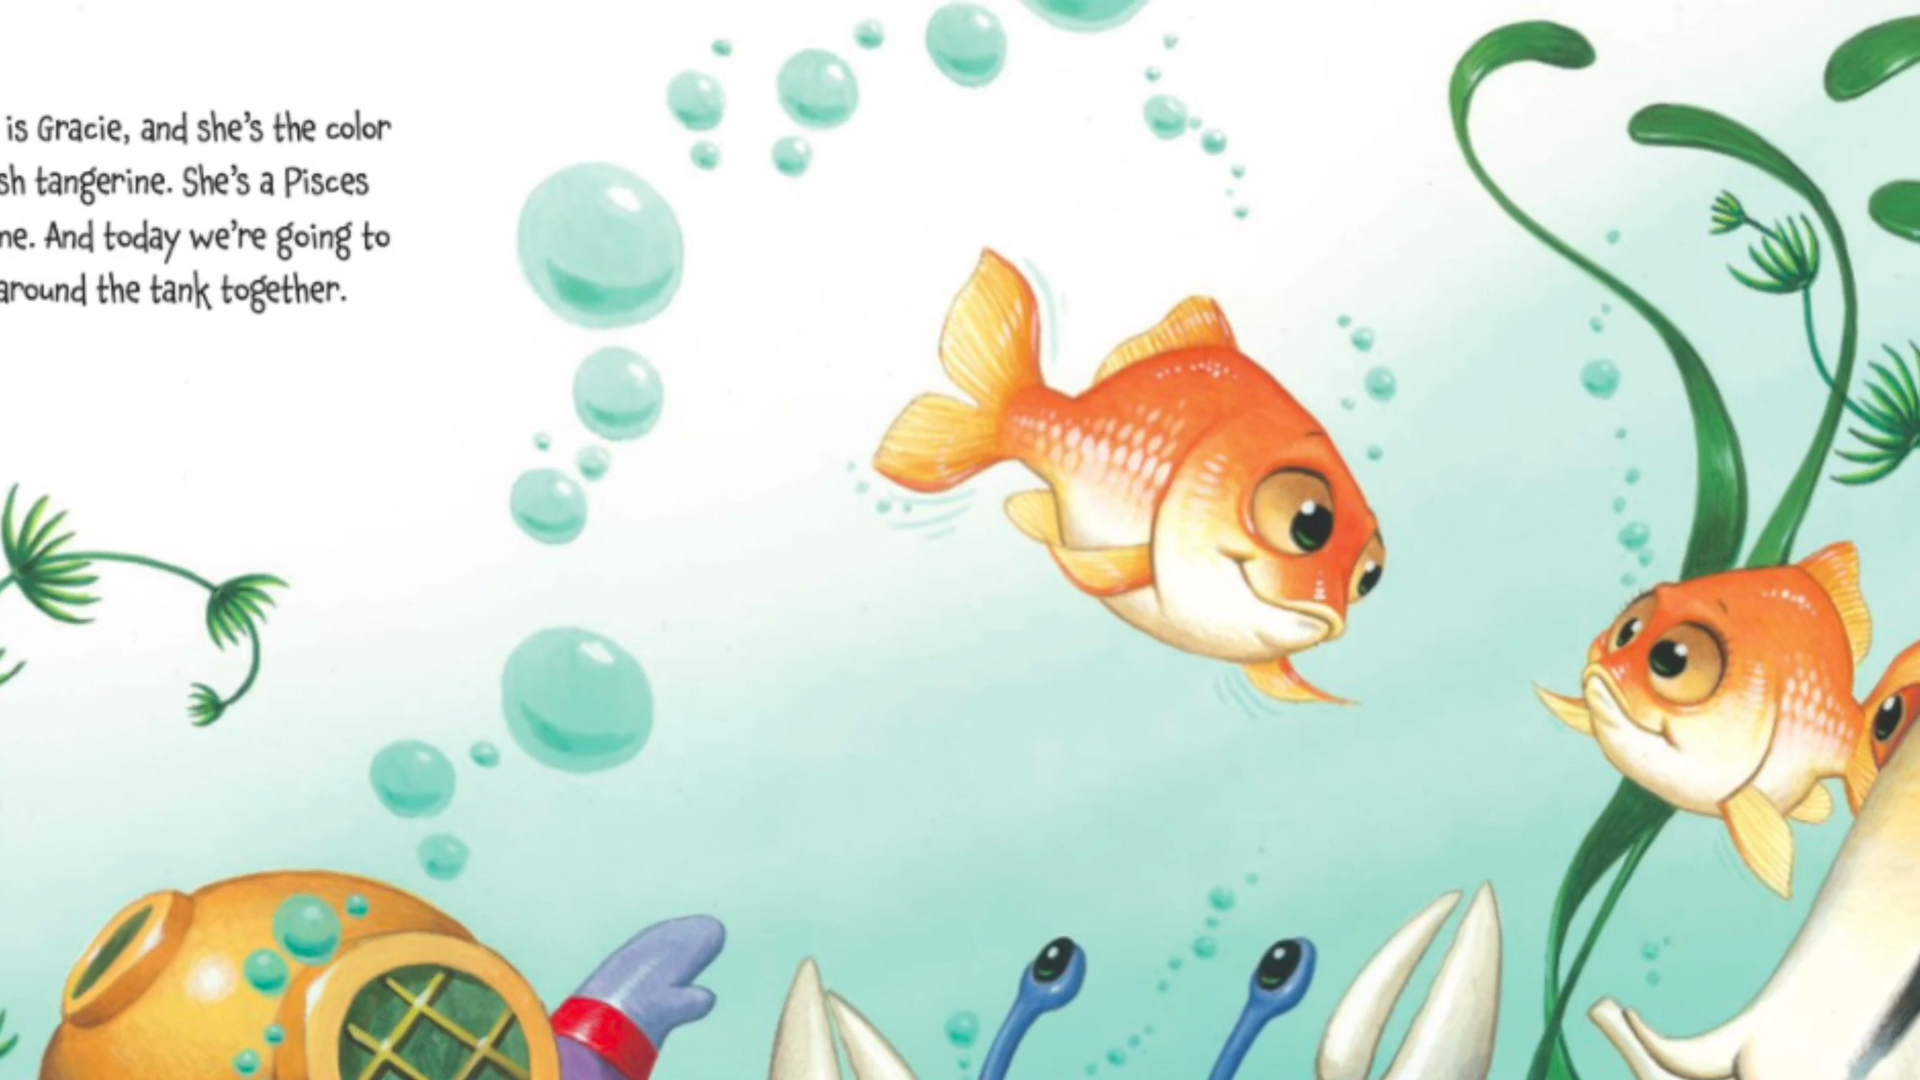 is Gracie, and she's the color
sh tangerine. She's a Pisces
me. And today we're going to
around the tank together.